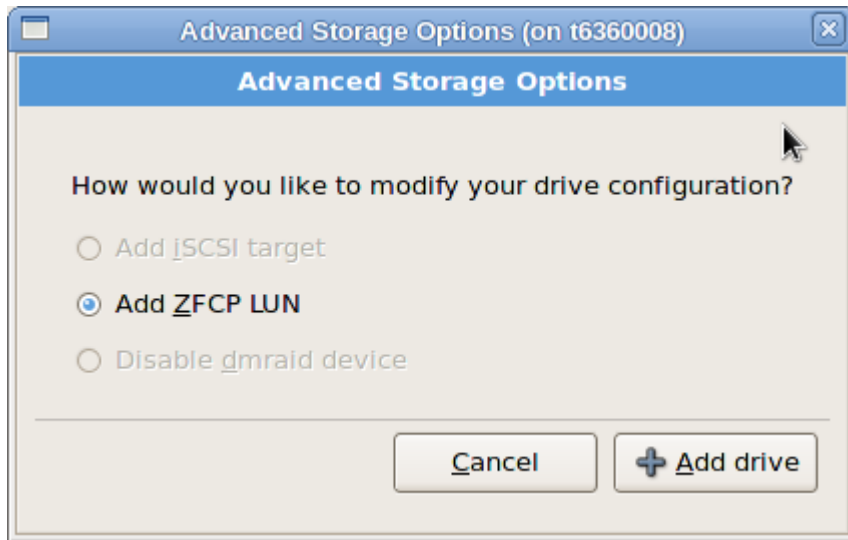 Advanced Storage Options (on t6360008)
Advanced Storage Options
How would you like to modify your drive configuration?
Add iSCSI target
Add ZFCP LUN
Disable dmraid device
Cancel
Add drive